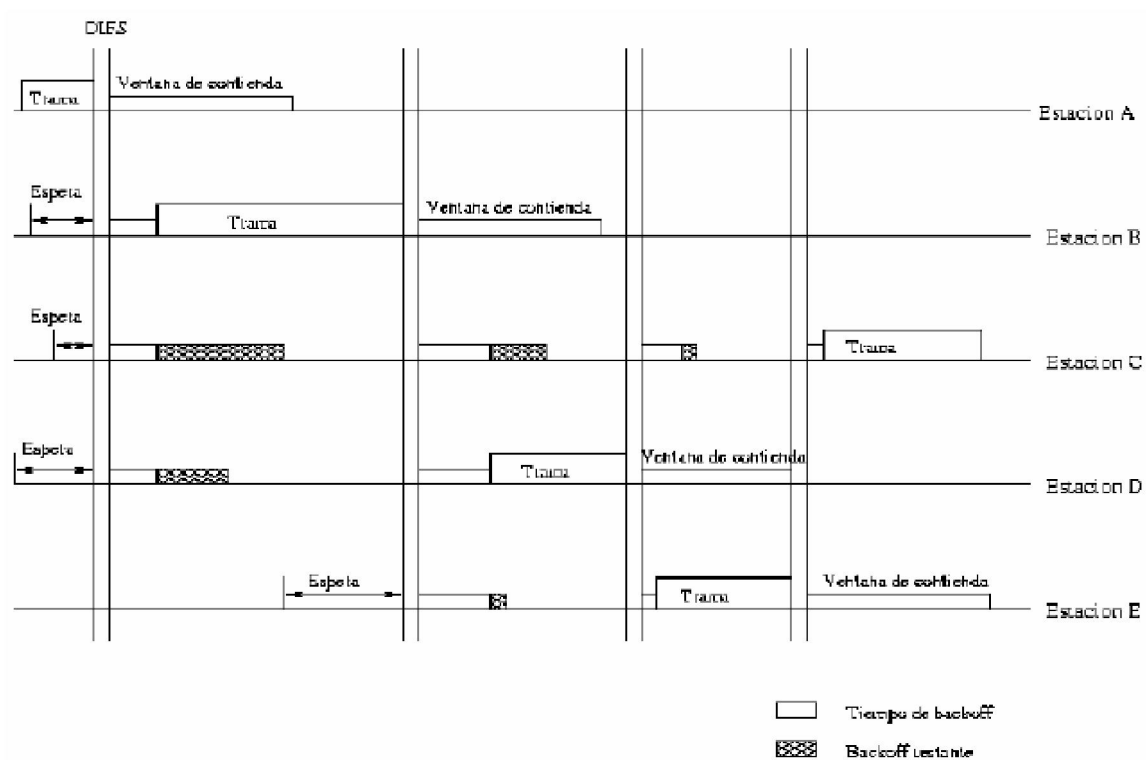 DIFS
Ventana de contienda
Trama
Estacion A
Espera
Ventana de contienda
Trama
Estacion B
Espera
Trama
Estacion C
Espera
Ventana de contienda
Trama
Estacion D
Espera
Ventana de contienda
Trama
Estacion E
Tiempo de backoff
Backoff restante